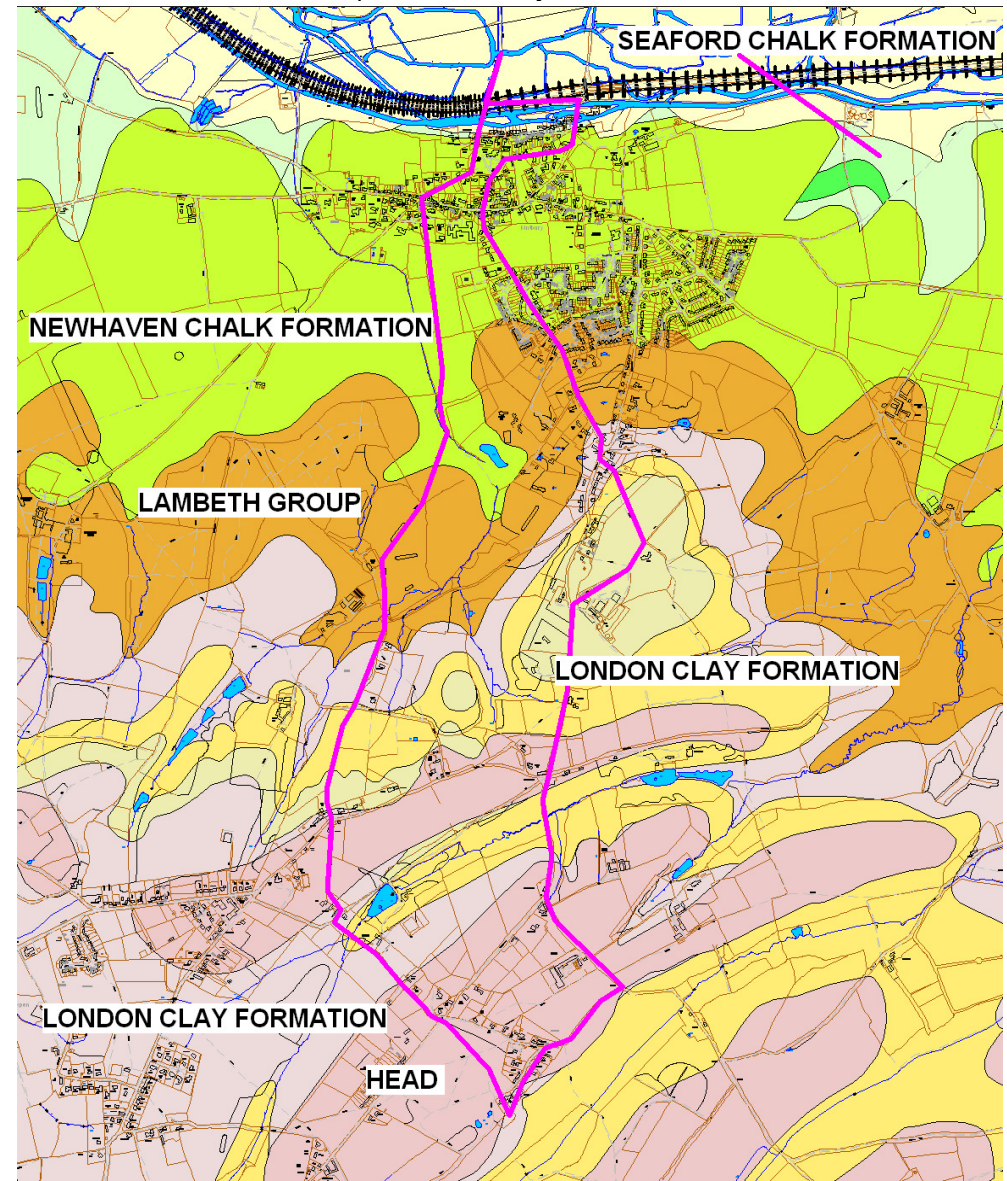 SEAFORD CHALK FORMATION
NEWHAVEN CHALK FORMATION
LAMBETH GROUP
LONDON CLAY FORMATION
LONDON CLAY FORMATION
HEAD